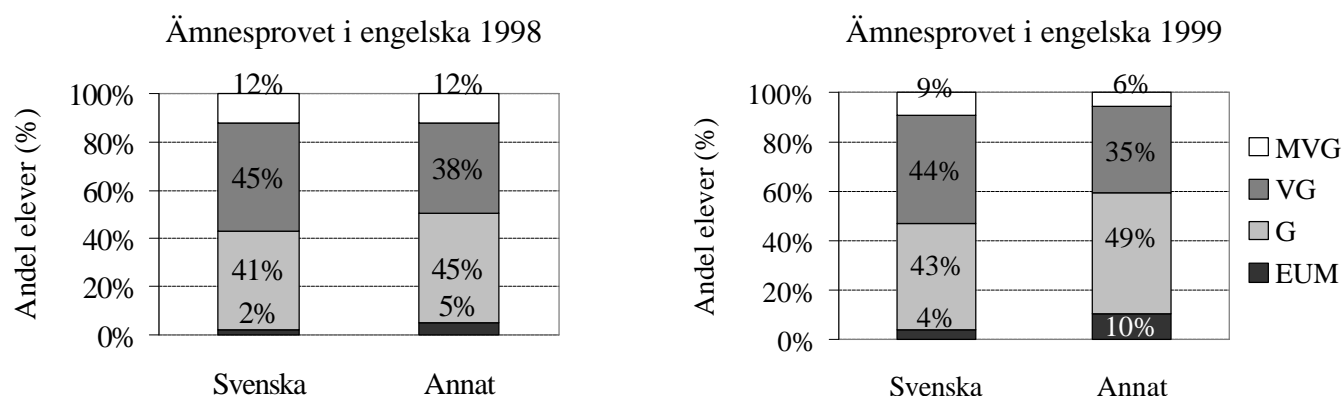 Ämnesprovet i engelska 1998
Andel elever (%)
100%
80%
60%
40%
20%
0%
12%
45%
41%
2%
12%
38%
45%
5%
Svenska
Annat
Ämnesprovet i engelska 1999
Andel elever (%)
100%
80%
60%
40%
20%
0%
9%
44%
43%
4%
6%
35%
49%
10%
Svenska
Annat
MVG
VG
G
EUM